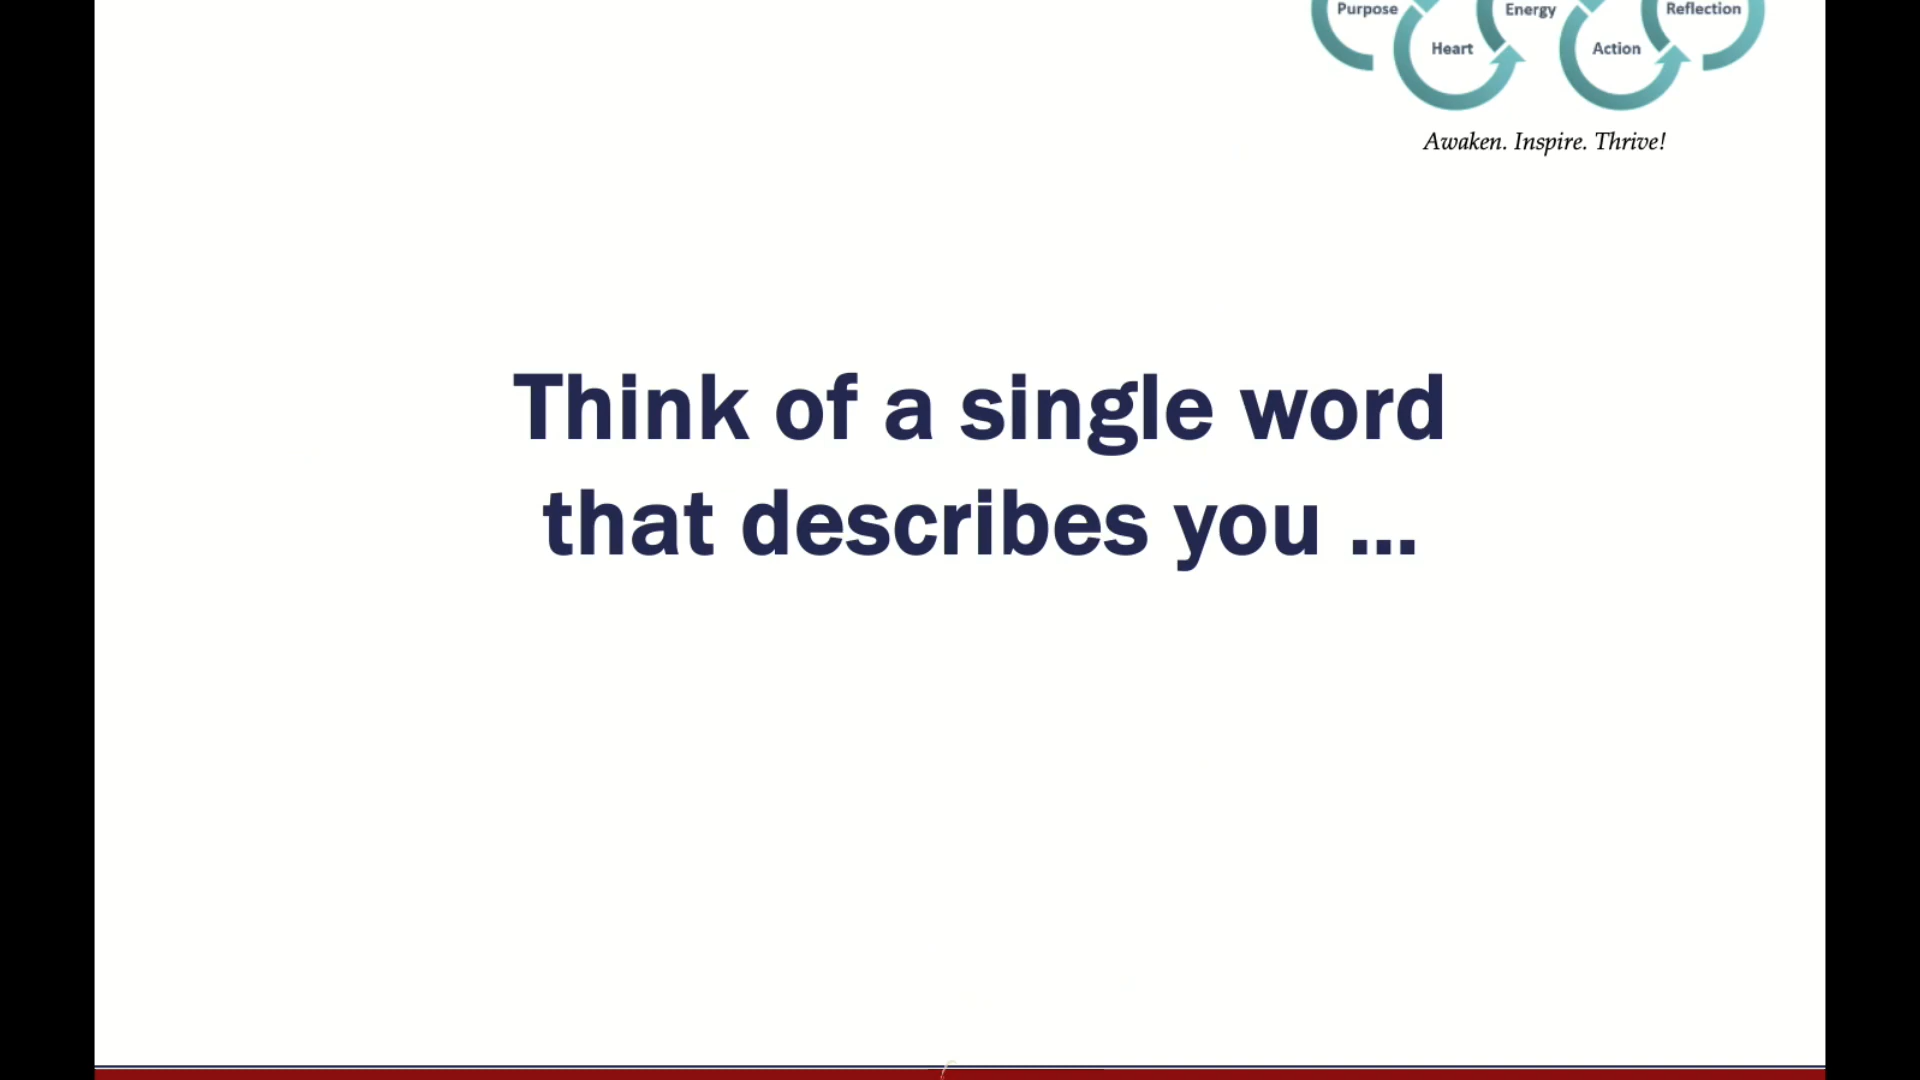 Purpose
Energy
Reflection
Heart
Action
Awaken. Inspire. Thrive!
Think of a single word
that describes you ...